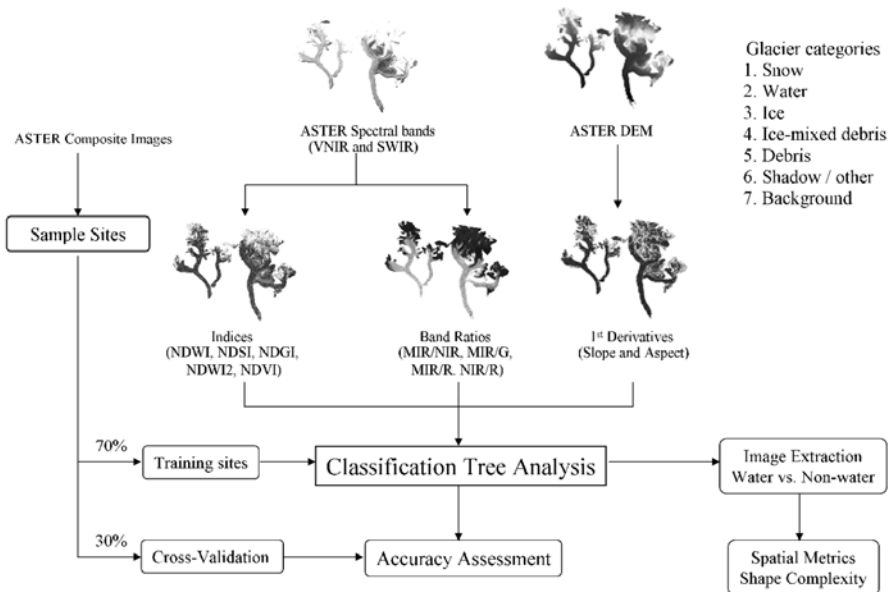 ASTER Composite Images
Sample Sites
ASTER Spectral bands
(VNIR and SWIR)
ASTER DEM
Glacier categories
1. Snow
2. Water
3. Ice
4. Ice-mixed debris
5. Debris
6. Shadow / other
7. Background
Indices
(NDWI, NDSI, NDGI,
NDWI2, NDVI)
Band Ratios
(MIR/NIR, MIR/G,
MIR/R. NIR/R)
1st Derivatives
(Slope and Aspect)
70%
Training sites
Classification Tree Analysis
Image Extraction
Water vs. Non-water
30%
Cross-Validation
Accuracy Assessment
Spatial Metrics
Shape Complexity